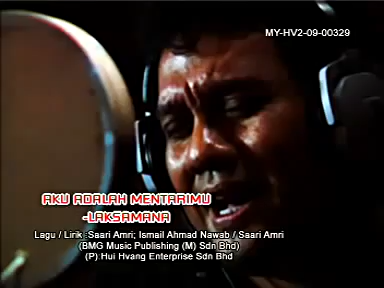 MY-HV2-09-00329
AKU ADALAH MENTARIMU
-LAKSAMANA
Lagu / Lirik :Saari Amri; Ismail Ahmad Nawab / Saari Amri
(BMG Music Publishing (M) Sdn Bhd)
(P) Hui Hvang Enterprise Sdn Bhd